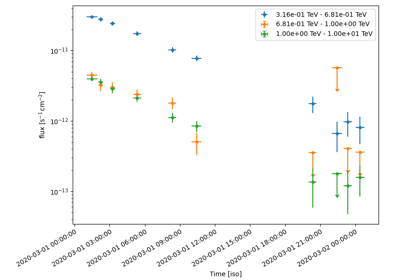 3.16e-01 TeV - 6.81e-01 TeV
6.81e-01 TeV - 1.00e+00 TeV
1.00e+00 TeV - 1.00e+01 TeV
10⁻¹¹
10⁻¹²
10⁻¹³
flux [s⁻¹ cm⁻²]
2020-03-01 00:00:00
2020-03-01 03:00:00
2020-03-01 06:00:00
2020-03-01 09:00:00
2020-03-01 12:00:00
2020-03-01 15:00:00
2020-03-01 18:00:00
2020-03-01 21:00:00
2020-03-02 00:00:00
Time [iso]